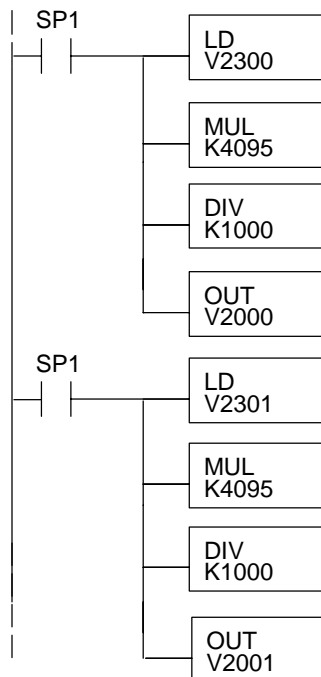 SP1
LD
V2300
MUL
K4095
DIV
K1000
OUT
V2000
SP1
LD
V2301
MUL
K4095
DIV
K1000
OUT
V2001